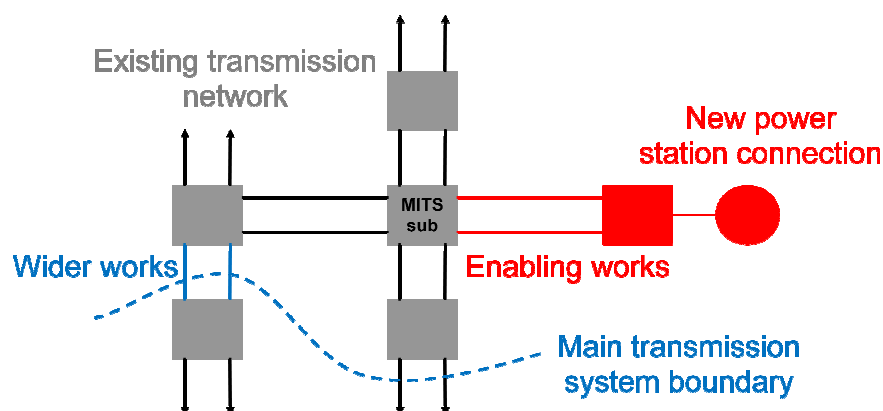 Existing transmission
network
New power
station connection
MITS
sub
Wider works
Enabling works
Main transmission
system boundary